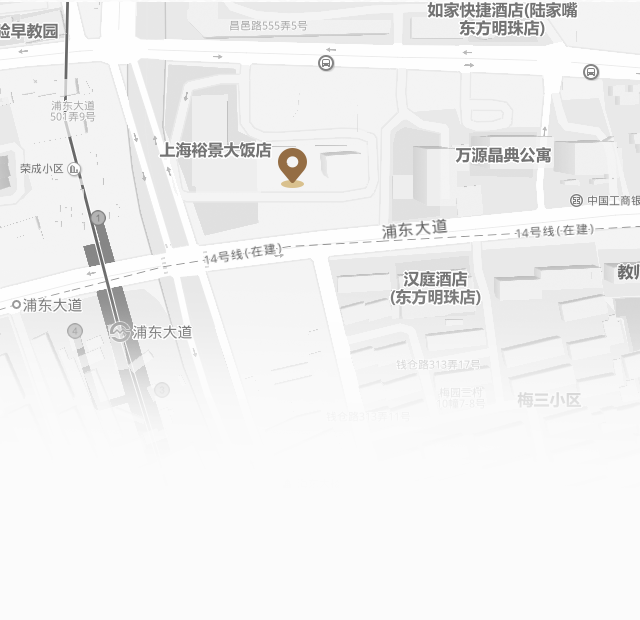 如家快捷酒店(陆家嘴
东方明珠店)
昌邑路555弄5号
验早教园
浦东大道
501弄9号
上海裕景大饭店
万源晶典公寓
荣成小区
中国工商银
1
浦东大道
14号线(在建)
14号线(在建)
汉庭酒店
(东方明珠店)
教师
浦东大道
4
浦东大道
钱仓路313弄17号
梅三小区